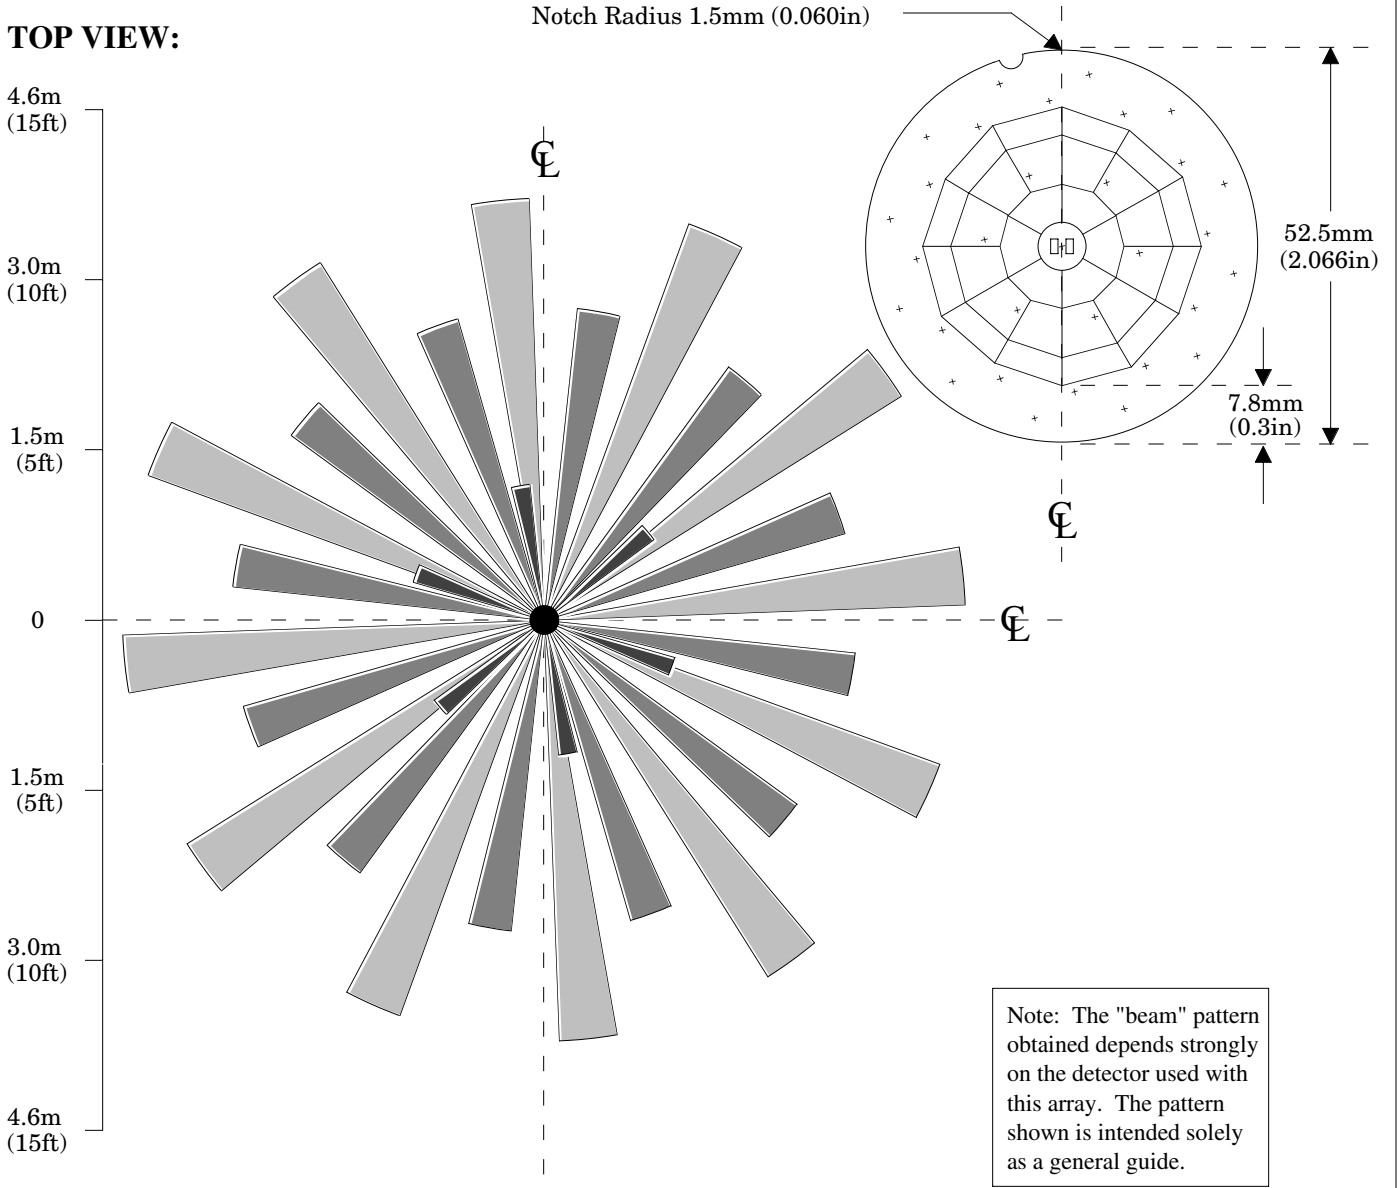 Notch Radius 1.5mm (0.060in)
TOP VIEW:
4.6m
(15ft)
℄
3.0m
(10ft)
52.5mm
(2.066in)
7.8mm
(0.3in)
1.5m
(5ft)
℄
0
℄
1.5m
(5ft)
3.0m
(10ft)
4.6m
(15ft)
Note: The "beam" pattern
obtained depends strongly
on the detector used with
this array. The pattern
shown is intended solely
as a general guide.